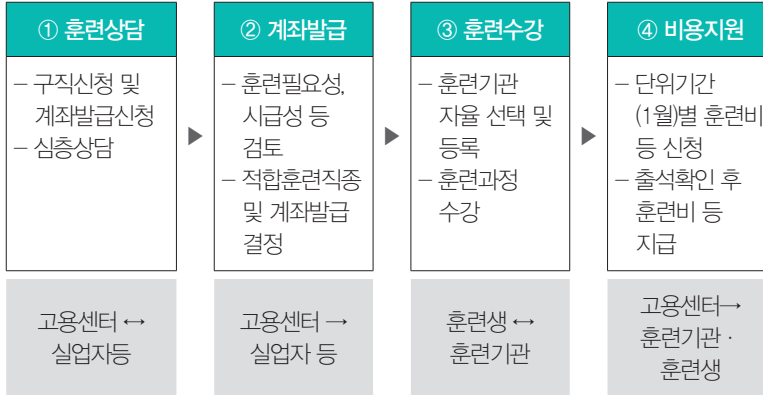 ① 훈련상담
– 구직신청 및
계좌발급신청
– 심층상담
▶
고용센터 ↔
실업자등
② 계좌발급
– 훈련필요성,
시급성 등
검토
– 적합훈련직종
및 계좌발급
결정
▶
고용센터 →
실업자 등
③ 훈련수강
– 훈련기관
자율 선택 및
등록
– 훈련과정
수강
▶
훈련생 ↔
훈련기관
④ 비용지원
– 단위기간
(1월)별 훈련비
등 신청
– 출석확인 후
훈련비 등
지급
고용센터→
훈련기관 ·
훈련생